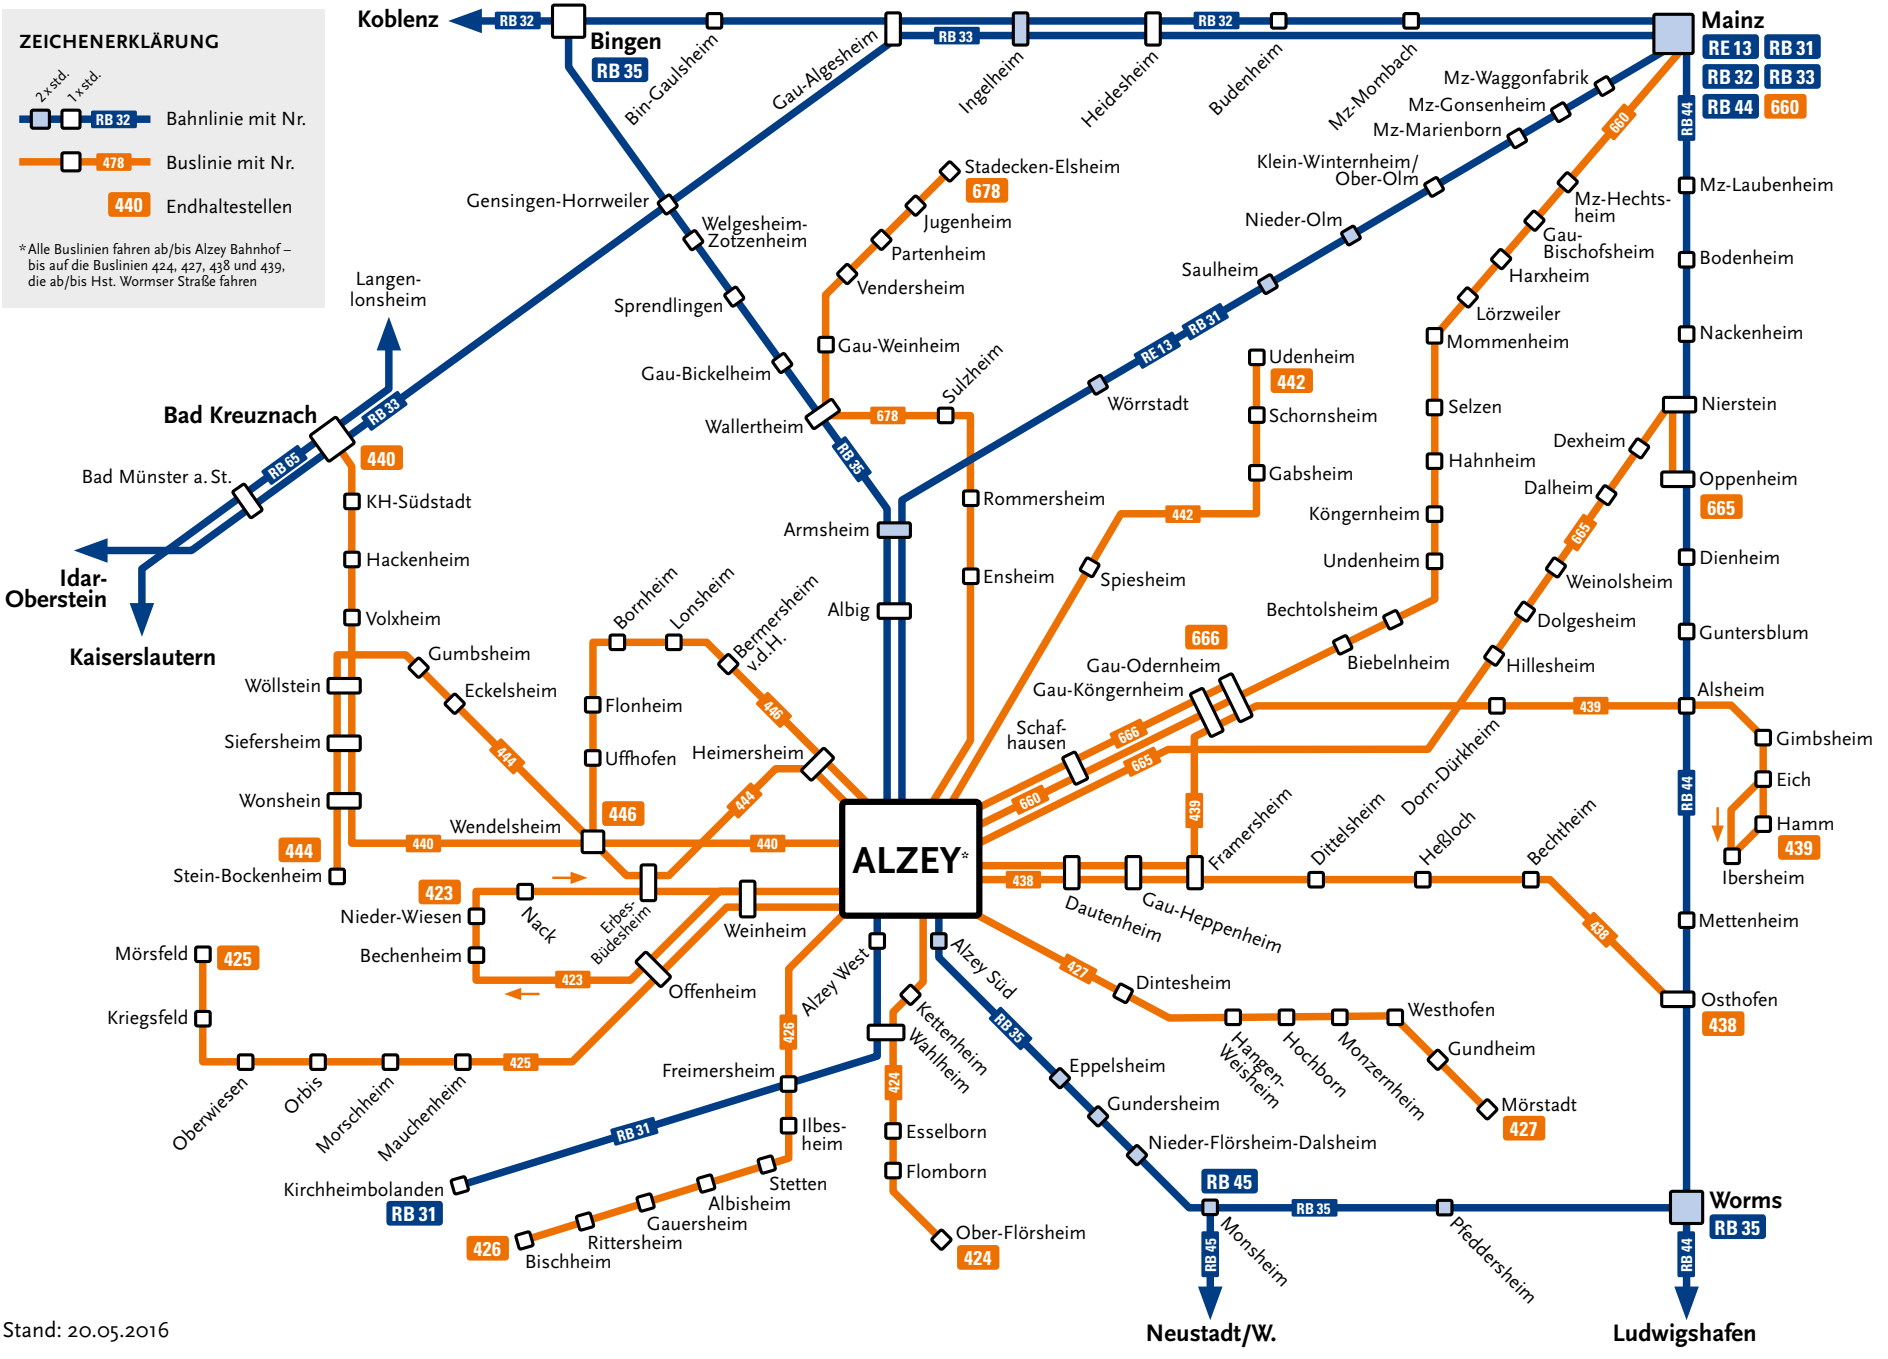 ZEICHENERKLÄRUNG
2 x std.
1 x std.
RB 32
Bahnlinie mit Nr.
478
Buslinie mit Nr.
440
Endhaltestellen
* Alle Buslinien fahren ab/bis Alzey Bahnhof –
bis auf die Buslinien 424, 427, 438 und 439,
die ab/bis Hst. Wormser Straße fahren
Koblenz
RB 32
Bingen
RB 35
Bin-Gaulsheim
Gau-Algesheim
RB 33
Ingelheim
Heidesheim
RB 32
Budenheim
Mz-Mombach
Mainz
RE 13
RB 31
RB 32
RB 33
RB 44
660
Mz-Waggonfabrik
Mz-Gonsenheim
Mz-Marienborn
Klein-Winternheim/
Ober-Olm
Nieder-Olm
Saulheim
RB 31
RE 13
Wörrstadt
660
RB 44
Mz-Laubenheim
Mz-Hechts-
heim
Gau-
Bischofsheim
Harxheim
Lörzweiler
Mommenheim
Selzen
Hahnheim
Köngernheim
Undenheim
Bechtolsheim
Biebelnheim
Bodenheim
Nackenheim
Nierstein
Oppenheim
665
Dexheim
Dalheim
665
Weinolsheim
Dolgesheim
Hillesheim
Dienheim
Guntersblum
Alsheim
Gimbsheim
Eich
Hamm
439
Ibersheim
RB 44
Mettenheim
Osthofen
438
Stadecken-Elsheim
678
Jugenheim
Partenheim
Vendersheim
Gau-Weinheim
Sulzheim
678
Rommersheim
Ensheim
Gensingen-Horrweiler
Welgesheim-
Zotzenheim
Sprendlingen
Gau-Bickelheim
Wallertheim
RB 35
Armsheim
Albig
Udenheim
442
Schornsheim
Gabsheim
442
Spiesheim
Langen-
lonsheim
RB 33
Bad Kreuznach
440
RB 65
Bad Münster a. St.
Idar-
Oberstein
Kaiserslautern
KH-Südstadt
Hackenheim
Volxheim
Wöllstein
Siefersheim
Wonshein
444
Stein-Bockenheim
Gumbsheim
Eckelsheim
444
Wendelsheim
440
446
440
Bornheim
Lonsheim
Bermersheim
v.d.H.
446
Flonheim
Uffhofen
Heimersheim
444
666
Gau-Odernheim
Gau-Köngernheim
Schaf-
hausen
666
665
660
439
439
Dorn-Dürkheim
ALZEY*
438
Dautenheim
Gau-Heppenheim
Framersheim
Dittelsheim
Heßloch
Bechtheim
438
423
Nack
Nieder-Wiesen
Bechenheim
423
Erbes-
Büdesheim
Weinheim
Offenheim
Mörsfeld
425
Kriegsfeld
Oberwiesen
Orbis
Morschheim
Mauchenheim
425
426
Freimersheim
RB 31
Kirchheimbolanden
RB 31
Ilbes-
heim
Stetten
Albisheim
Gauersheim
Rittersheim
Bischheim
426
Alzey West
Kettenheim
Wahlheim
424
Esselborn
Flomborn
Ober-Flörsheim
424
Alzey Süd
RB 35
Eppelsheim
Gundersheim
Nieder-Flörsheim-Dalsheim
427
Dintesheim
Hangen-
Weisheim
Hochborn
Monzernheim
Westhofen
Gundheim
Mörstadt
427
RB 45
RB 35
Monsheim
Pfeddersheim
Worms
RB 35
RB 45
RB 44
Neustadt/W.
Ludwigshafen
Stand: 20.05.2016